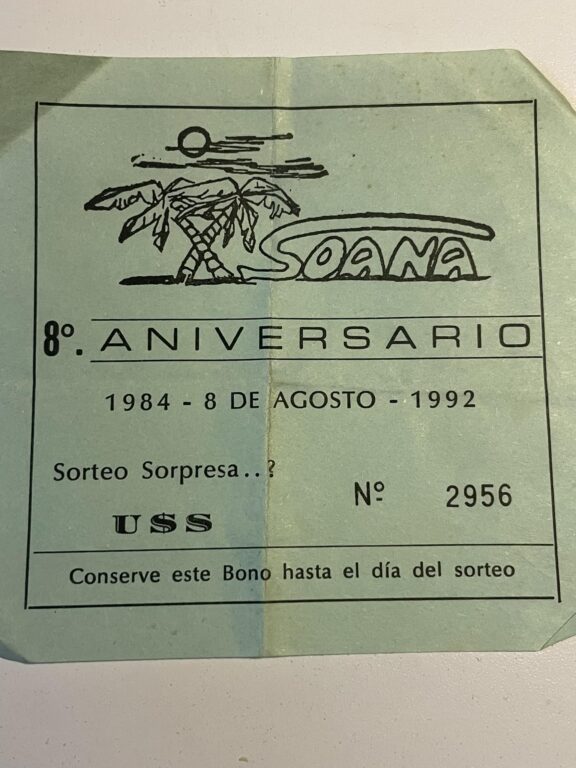 SOANA
8º. ANIVERSARIO
1984 - 8 DE AGOSTO - 1992
Sorteo Sorpresa..?
Nº 2956
U$S
Conserve este Bono hasta el día del sorteo